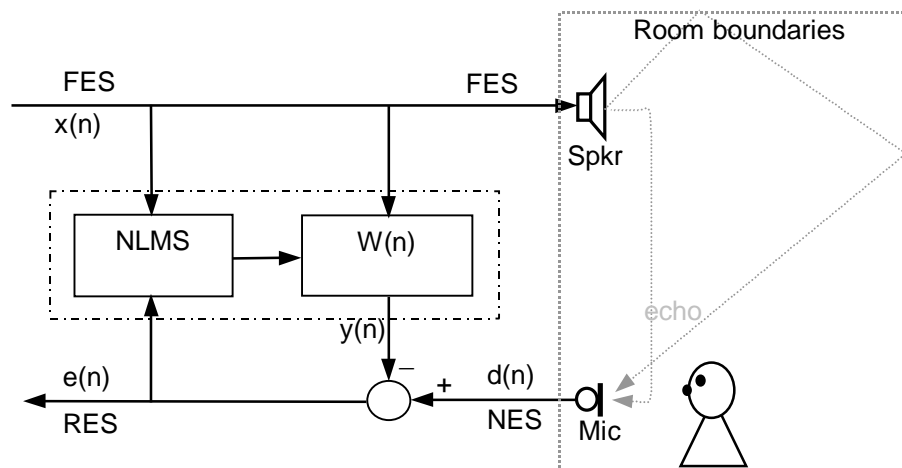 Room boundaries
FES
FES
x(n)
Spkr
NLMS
W(n)
echo
y(n)
−
e(n)
+
d(n)
RES
NES
Mic